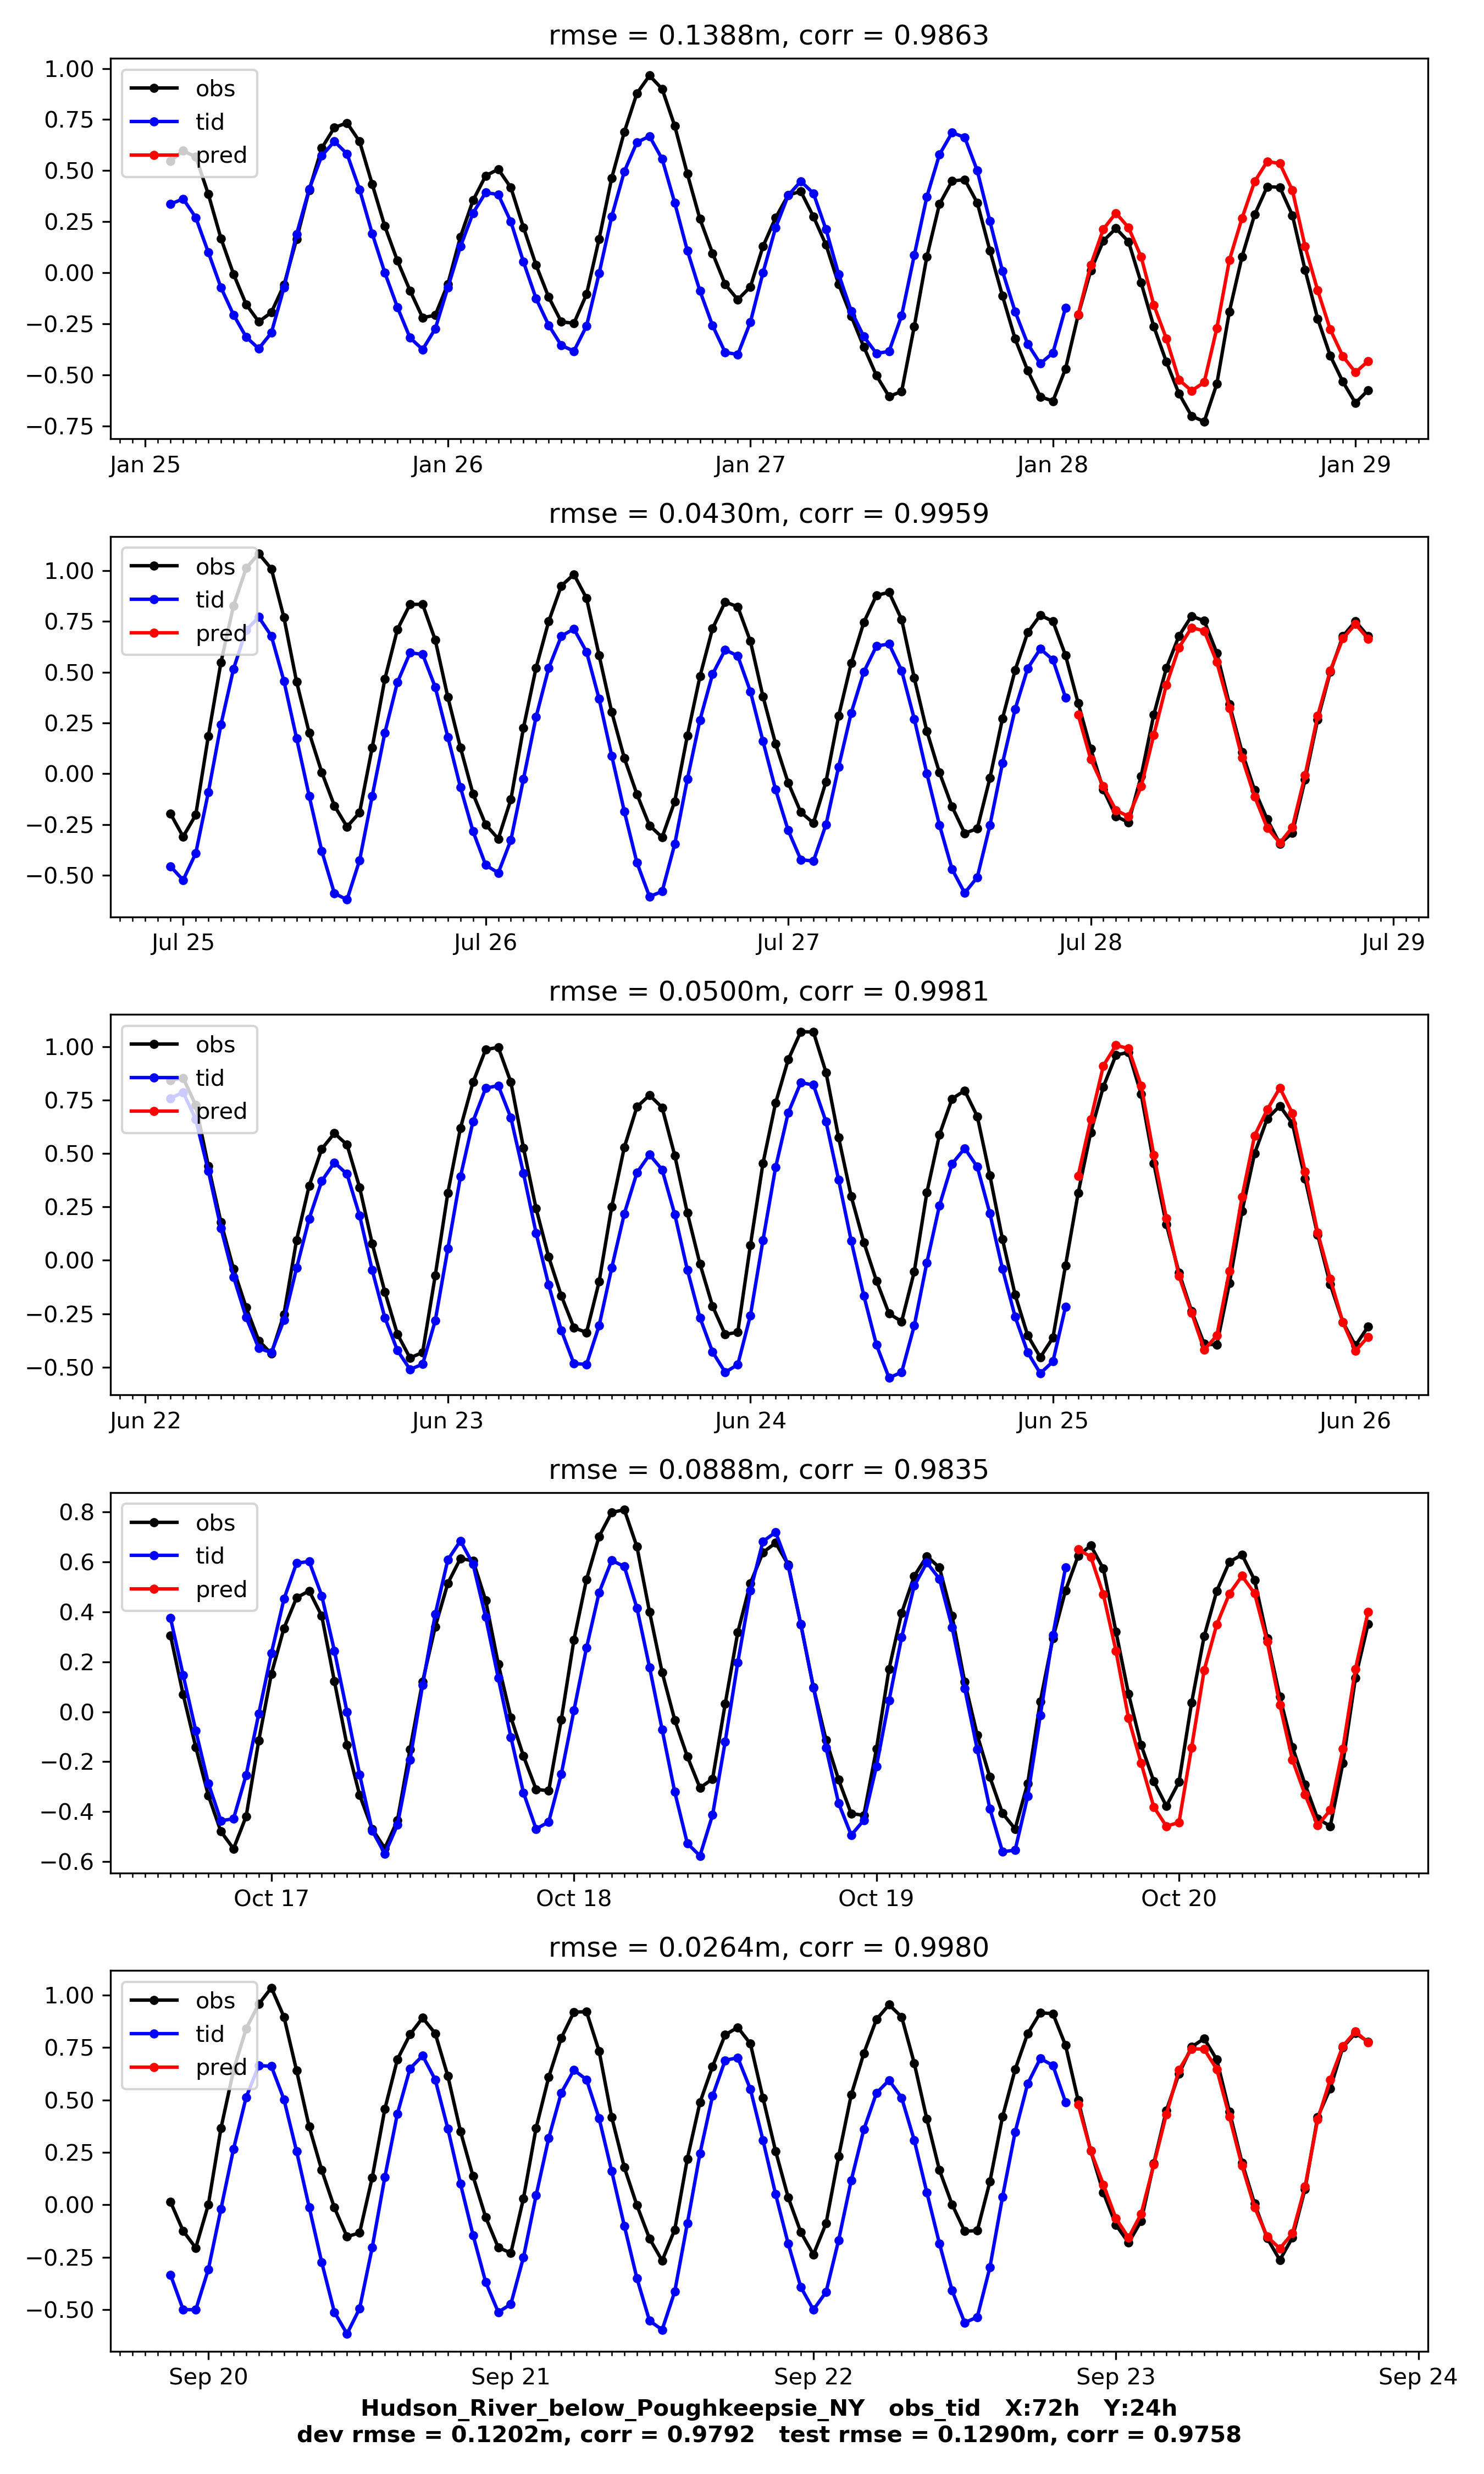 rmse = 0.1388m, corr = 0.9863
1.00
0.75
0.50
0.25
0.00
−0.25
−0.50
−0.75
obs
tid
pred
Jan 25 Jan 26 Jan 27 Jan 28 Jan 29
rmse = 0.0430m, corr = 0.9959
1.00
0.75
0.50
0.25
0.00
−0.25
−0.50
obs
tid
pred
Jul 25 Jul 26 Jul 27 Jul 28 Jul 29
rmse = 0.0500m, corr = 0.9981
1.00
0.75
0.50
0.25
0.00
−0.25
−0.50
obs
tid
pred
Jun 22 Jun 23 Jun 24 Jun 25 Jun 26
rmse = 0.0888m, corr = 0.9835
0.8
0.6
0.4
0.2
0.0
−0.2
−0.4
−0.6
obs
tid
pred
Oct 17 Oct 18 Oct 19 Oct 20
rmse = 0.0264m, corr = 0.9980
1.00
0.75
0.50
0.25
0.00
−0.25
−0.50
obs
tid
pred
Sep 20 Sep 21 Sep 22 Sep 23 Sep 24
Hudson_River_below_Poughkeepsie_NY obs_tid X:72h Y:24h
dev rmse = 0.1202m, corr = 0.9792 test rmse = 0.1290m, corr = 0.9758